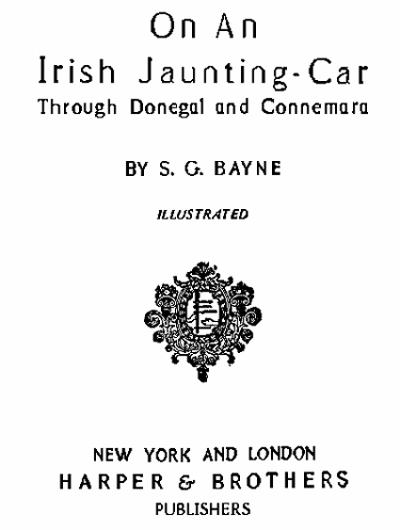 On An
Irish Jaunting-Car
Through Donegal and Connemara
BY S. G. BAYNE
ILLUSTRATED
NEW YORK AND LONDON
HARPER & BROTHERS
PUBLISHERS